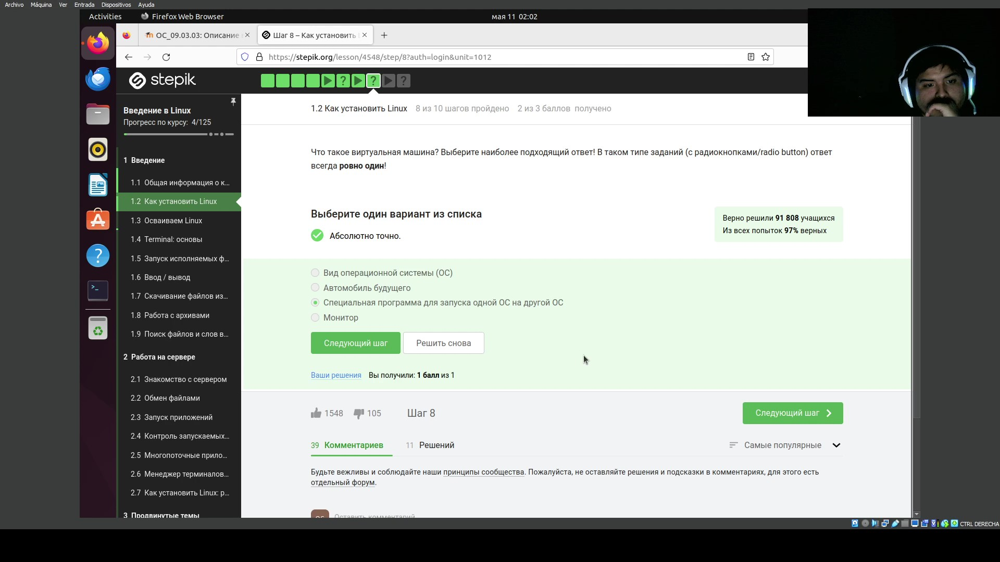 Archivo Máquina Ver Entrada Dispositivos Ayuda
Activities Firefox Web Browser мая 11 02:02
ОС_09.03.03: Описание Шаг 8 – Как установить
https://stepik.org/lesson/4548/step/8?auth=login&unit=1012
stepik
Введение в Linux
Прогресс по курсу: 4/125
1 Введение
1.1 Общая информация о к...
1.2 Как установить Linux
1.3 Осваиваем Linux
1.4 Terminal: основы
1.5 Запуск исполняемых ф...
1.6 Ввод / вывод
1.7 Скачивание файлов из...
1.8 Работа с архивами
1.9 Поиск файлов и слов в...
2 Работа на сервере
2.1 Знакомство с сервером
2.2 Обмен файлами
2.3 Запуск приложений
2.4 Контроль запускаемых...
2.5 Многопоточные прило...
2.6 Менеджер терминалов...
2.7 Как установить Linux: р...
3 Продвинутые темы
1.2 Как установить Linux 8 из 10 шагов пройдено 2 из 3 баллов получено
Что такое виртуальная машина? Выберите наиболее подходящий ответ! В таком типе заданий (с радиокнопками/radio button) ответ
всегда ровно один!
Выберите один вариант из списка
Абсолютно точно.
Верно решили 91 808 учащихся
Из всех попыток 97% верных
Вид операционной системы (ОС)
Автомобиль будущего
Специальная программа для запуска одной ОС на другой ОС
Монитор
Следующий шаг Решить снова
Ваши решения Вы получили: 1 балл из 1
1548 105 Шаг 8 Следующий шаг
39 Комментариев 11 Решений Самые популярные
Будьте вежливы и соблюдайте наши принципы сообщества. Пожалуйста, не оставляйте решения и подсказки в комментариях, для этого есть
отдельный форум.
Оставить комментарий
CTRL DERECHA